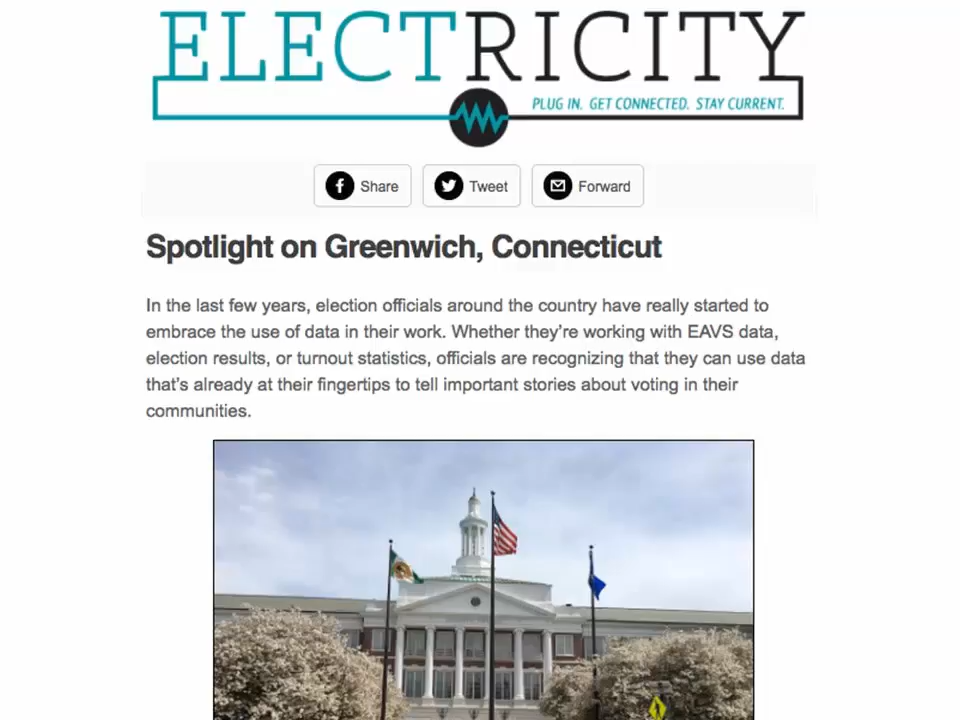 ELECTRICITY
PLUG IN. GET CONNECTED. STAY CURRENT.
Share Tweet Forward
Spotlight on Greenwich, Connecticut
In the last few years, election officials around the country have really started to
embrace the use of data in their work. Whether they’re working with EAVS data,
election results, or turnout statistics, officials are recognizing that they can use data
that’s already at their fingertips to tell important stories about voting in their
communities.